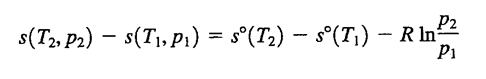 s(T₂, p₂) − s(T₁, p₁) = s°(T₂) − s°(T₁) − R ln p₂/p₁